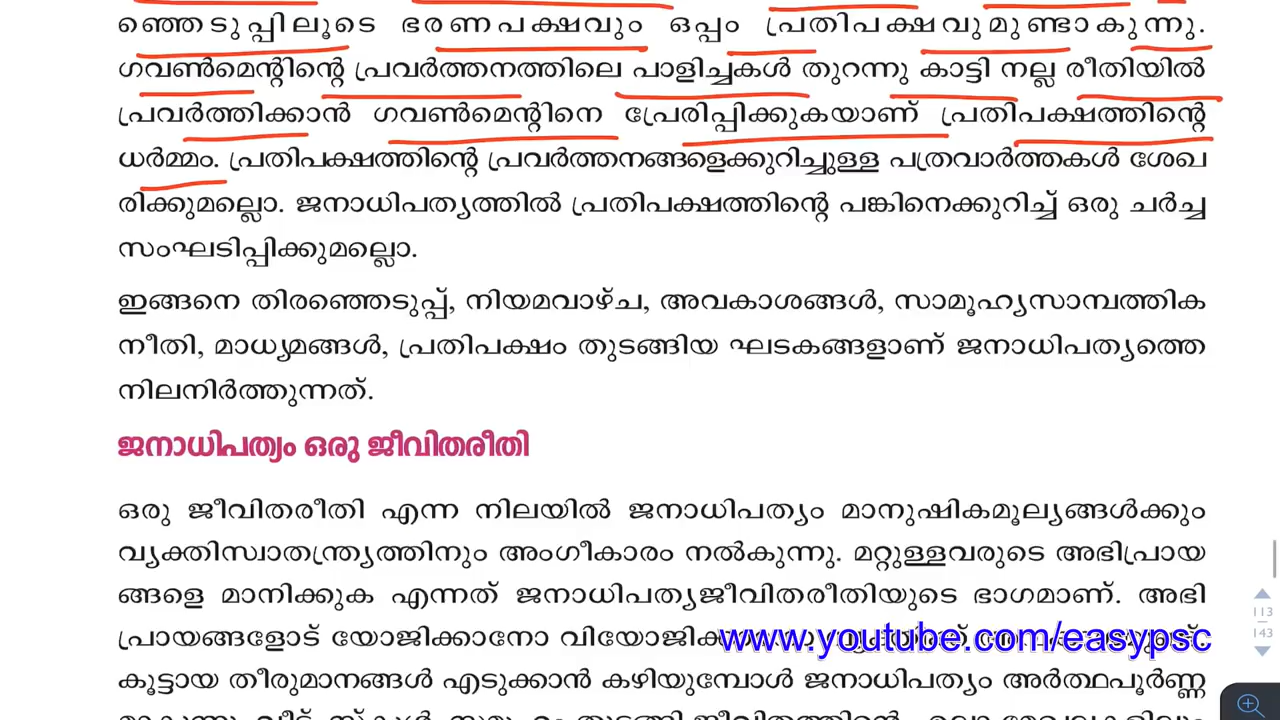 ഞ്ഞെടുപ്പിലൂടെ ഭരണപക്ഷവും ഒപ്പം പ്രതിപക്ഷവുമുണ്ടാകുന്നു.
ഗവൺമെന്റിന്റെ പ്രവർത്തനത്തിലെ പാളിച്ചകൾ തുറന്നു കാട്ടി നല്ല രീതിയിൽ
പ്രവർത്തിക്കാൻ ഗവൺമെന്റിനെ പ്രേരിപ്പിക്കുകയാണ് പ്രതിപക്ഷത്തിന്റെ
ധർമ്മം. പ്രതിപക്ഷത്തിന്റെ പ്രവർത്തനങ്ങളെക്കുറിച്ചുള്ള പത്രവാർത്തകൾ ശേഖ
രിക്കുമല്ലൊ. ജനാധിപത്യത്തിൽ പ്രതിപക്ഷത്തിന്റെ പങ്കിനെക്കുറിച്ച് ഒരു ചർച്ച
സംഘടിപ്പിക്കുമല്ലൊ.
ഇങ്ങനെ തിരഞ്ഞെടുപ്പ്, നിയമവാഴ്ച, അവകാശങ്ങൾ, സാമൂഹ്യസാമ്പത്തിക
നീതി, മാധ്യമങ്ങൾ, പ്രതിപക്ഷം തുടങ്ങിയ ഘടകങ്ങളാണ് ജനാധിപത്യത്തെ
നിലനിർത്തുന്നത്.
ജനാധിപത്യം ഒരു ജീവിതരീതി
ഒരു ജീവിതരീതി എന്ന നിലയിൽ ജനാധിപത്യം മാനുഷികമൂല്യങ്ങൾക്കും
വ്യക്തിസ്വാതന്ത്ര്യത്തിനും അംഗീകാരം നൽകുന്നു. മറ്റുള്ളവരുടെ അഭിപ്രായ
ങ്ങളെ മാനിക്കുക എന്നത് ജനാധിപത്യജീവിതരീതിയുടെ ഭാഗമാണ്. അഭി
പ്രായങ്ങളോട് യോജിക്കാനോ
www.youtube.com/easypsc
കൂട്ടായ തീരുമാനങ്ങൾ എടുക്കാൻ കഴിയുമ്പോൾ ജനാധിപത്യം അർത്ഥപൂർണ്ണ
113
143